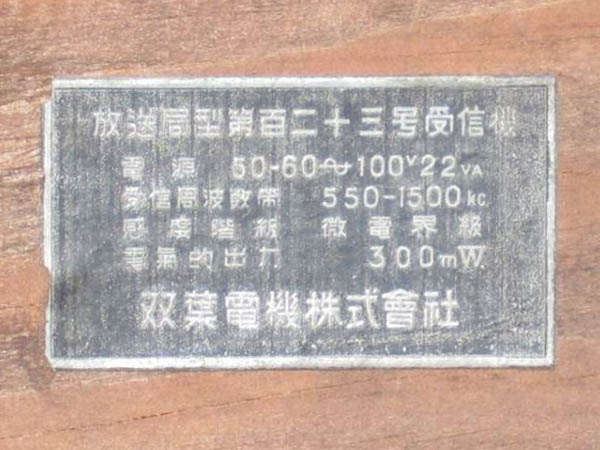 放送局型第百二十三号受信機
電源 50-60〜100V22VA
受信周波数帯 550-1500kc.
感度階級 微電界級
電氣的出力 300mW
双葉電機株式會社